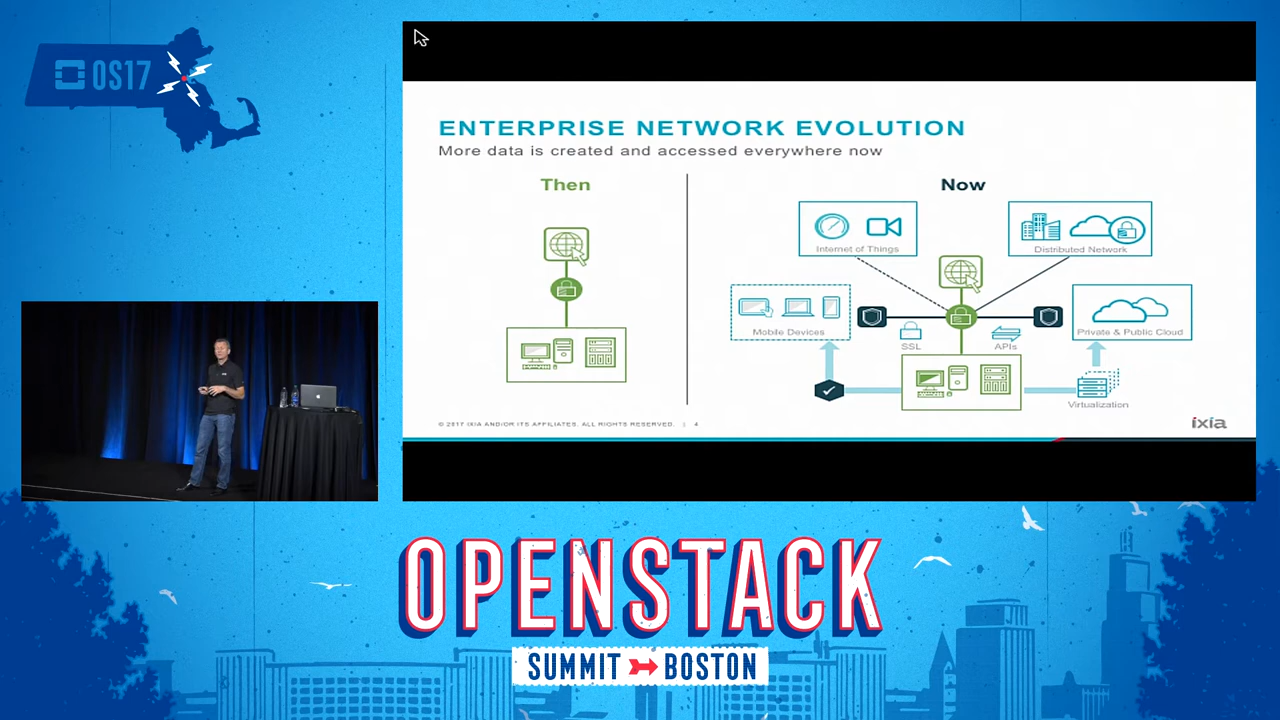 OS17
ENTERPRISE NETWORK EVOLUTION
More data is created and accessed everywhere now
Then
Now
Internet of Things
Distributed Network
Mobile Devices
SSL
APIs
Private & Public Cloud
Virtualization
© 2017 IXIA AND/OR ITS AFFILIATES. ALL RIGHTS RESERVED. | 4
ixia
OPENSTACK
SUMMIT BOSTON